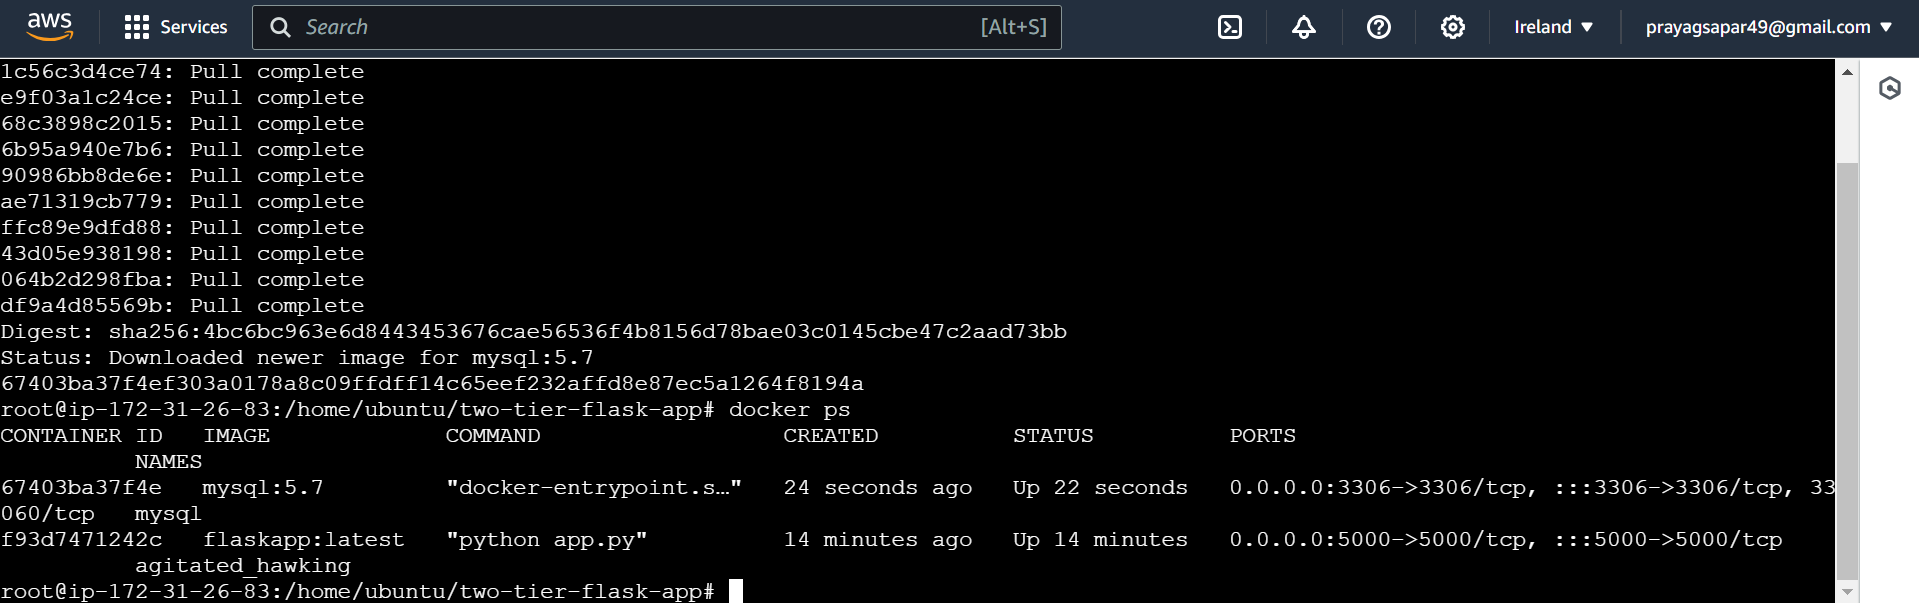 aws Services Search [Alt+S] Ireland prayagsapar49@gmail.com
1c56c3d4ce74: Pull complete
e9f03a1c24ce: Pull complete
68c3898c2015: Pull complete
6b95a940e7b6: Pull complete
90986bb8de6e: Pull complete
ae71319cb779: Pull complete
ffc89e9dfd88: Pull complete
43d05e938198: Pull complete
064b2d298fba: Pull complete
df9a4d85569b: Pull complete
Digest: sha256:4bc6bc963e6d8443453676cae56536f4b8156d78bae03c0145cbe47c2aad73bb
Status: Downloaded newer image for mysql:5.7
67403ba37f4ef303a0178a8c09ffdff14c65eef232affd8e87ec5a1264f8194a
root@ip-172-31-26-83:/home/ubuntu/two-tier-flask-app# docker ps
CONTAINER ID   IMAGE             COMMAND                  CREATED          STATUS          PORTS
          NAMES
67403ba37f4e   mysql:5.7         "docker-entrypoint.s…"   24 seconds ago   Up 22 seconds   0.0.0.0:3306->3306/tcp, :::3306->3306/tcp, 33
060/tcp   mysql
f93d7471242c   flaskapp:latest   "python app.py"          14 minutes ago   Up 14 minutes   0.0.0.0:5000->5000/tcp, :::5000->5000/tcp
          agitated_hawking
root@ip-172-31-26-83:/home/ubuntu/two-tier-flask-app#